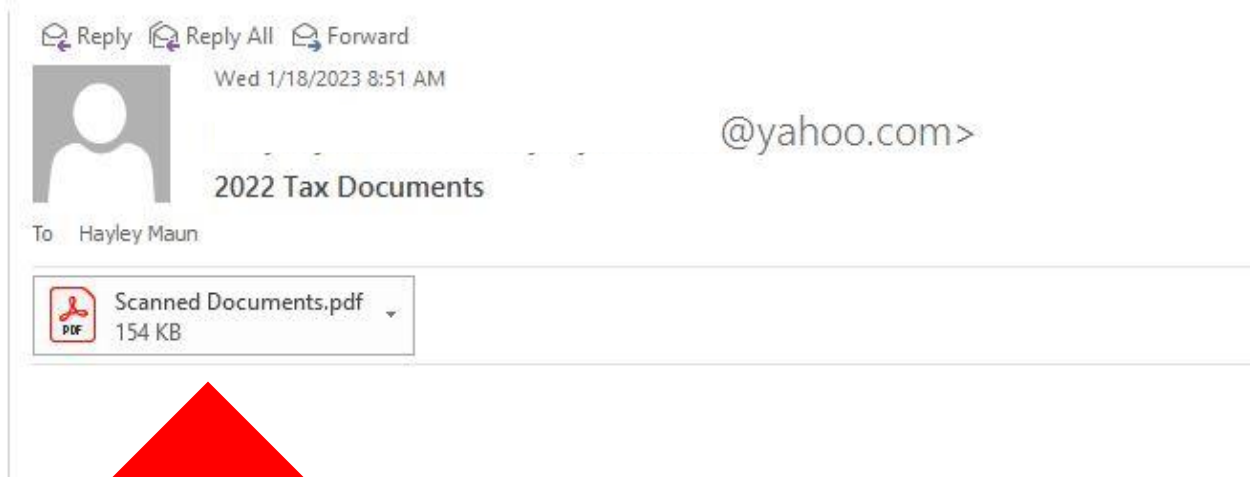 Reply Reply All Forward
Wed 1/18/2023 8:51 AM
@yahoo.com>
2022 Tax Documents
To Hayley Maun
Scanned Documents.pdf
PDF 154 KB